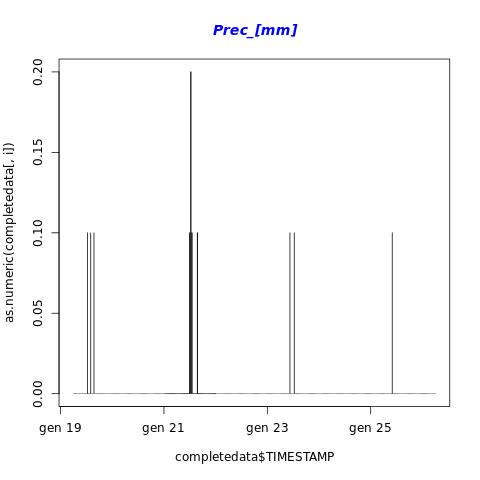 Prec_[mm]
0.20
0.15
0.10
0.05
0.00
as.numeric(completedata[, i])
gen 19 gen 21 gen 23 gen 25
completedata$TIMESTAMP